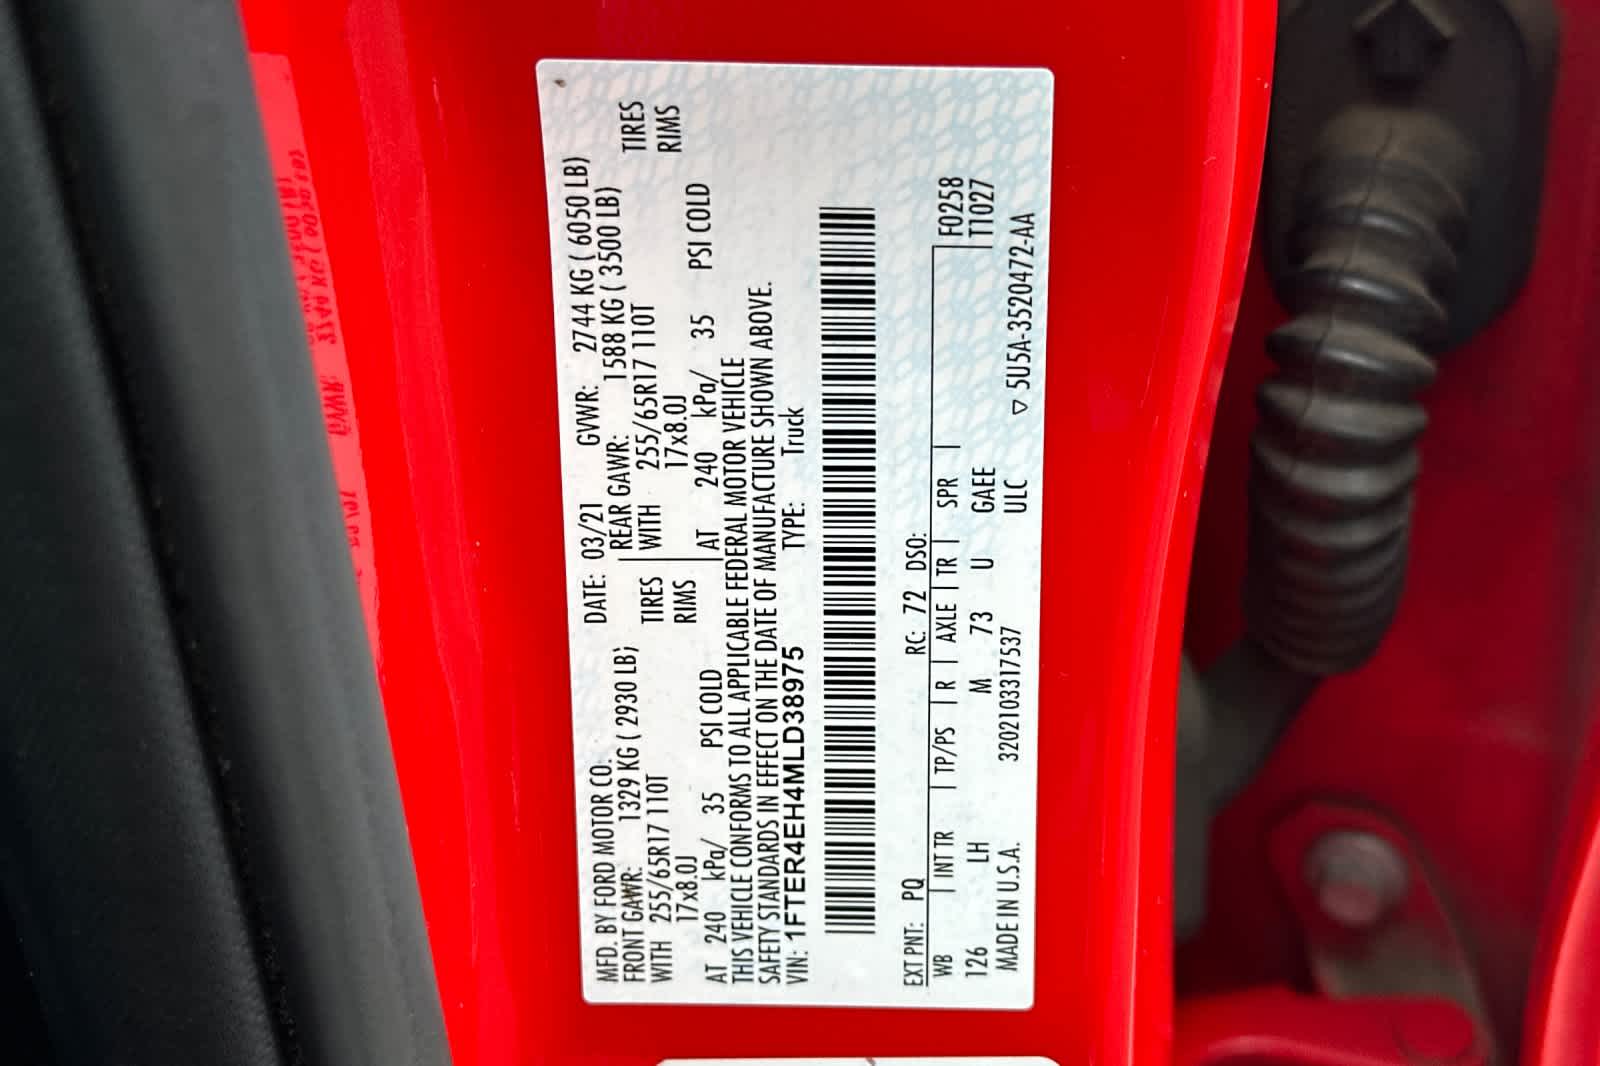 MFD. BY FORD MOTOR CO. DATE: 03/21 GVWR: 2744 KG ( 6050 LB)
FRONT GAWR: 1329 KG ( 2930 LB); REAR GAWR: 1588 KG ( 3500 LB)
WITH 255/65R17 110T TIRES WITH 255/65R17 110T TIRES
17x8.0J RIMS 17x8.0J RIMS
AT 240 kPa/ 35 PSI COLD AT 240 kPa/ 35 PSI COLD
THIS VEHICLE CONFORMS TO ALL APPLICABLE FEDERAL MOTOR VEHICLE
SAFETY STANDARDS IN EFFECT ON THE DATE OF MANUFACTURE SHOWN ABOVE.
VIN: 1FTER4EH4MLD38975 TYPE: Truck
EXT PNT: PQ RC: 72 DSO: F0258
WB INT TR TP/PS R AXLE TR SPR T1027
126 LH M 73 U GAEE
MADE IN U.S.A. 320210331753​7 ULC ▽ 5U5A-3520472-AA